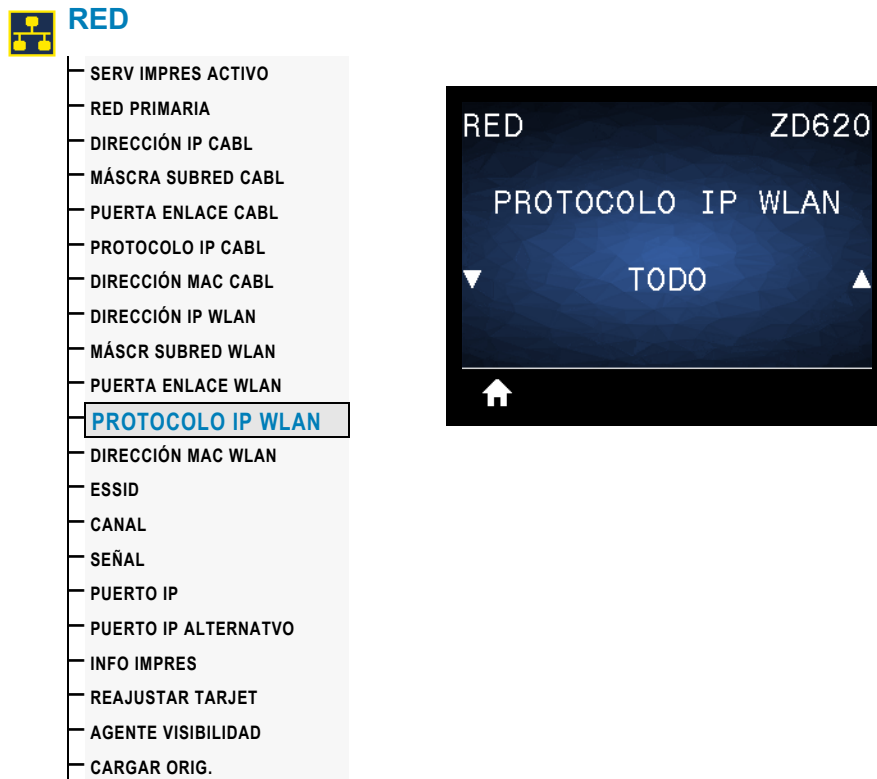 RED
SERV IMPRES ACTIVO
RED PRIMARIA
DIRECCIÓN IP CABL
MÁSCRA SUBRED CABL
PUERTA ENLACE CABL
PROTOCOLO IP CABL
DIRECCIÓN MAC CABL
DIRECCIÓN IP WLAN
MÁSCR SUBRED WLAN
PUERTA ENLACE WLAN
PROTOCOLO IP WLAN
DIRECCIÓN MAC WLAN
ESSID
CANAL
SEÑAL
PUERTO IP
PUERTO IP ALTERNATVO
INFO IMPRES
REAJUSTAR TARJET
AGENTE VISIBILIDAD
CARGAR ORIG.
RED ZD620
PROTOCOLO IP WLAN
TODO